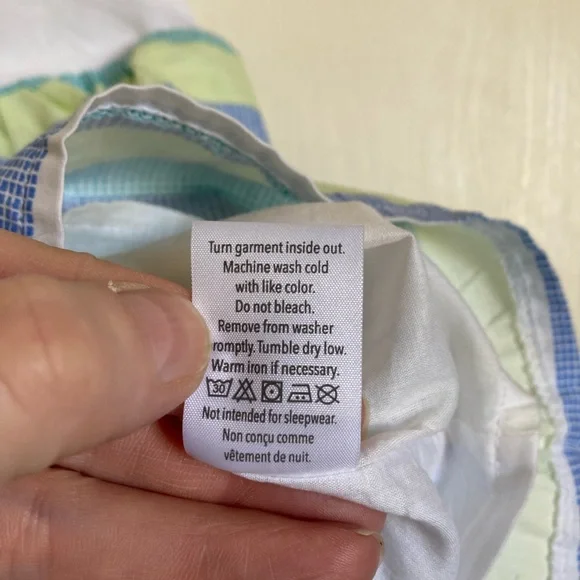 Turn garment inside out.
Machine wash cold
with like color.
Do not bleach.
Remove from washer
romptly. Tumble dry low.
Warm iron if necessary.
30
Not intended for sleepwear.
Non conçu comme
vêtement de nuit.